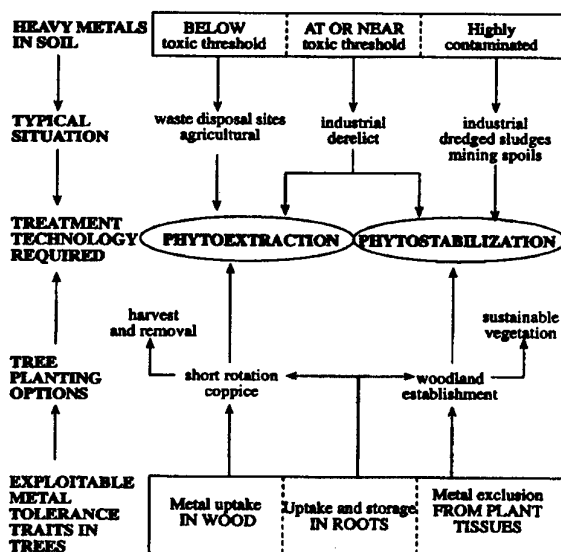 HEAVY METALS
IN SOIL
BELOW
toxic threshold
AT OR NEAR
toxic threshold
Highly
contaminated
TYPICAL
SITUATION
waste disposal sites
agricultural
industrial
derelict
industrial
dredged sludges
mining spoils
TREATMENT
TECHNOLOGY
REQUIRED
PHYTOEXTRACTION
PHYTOSTABILIZATION
harvest
and removal
sustainable
vegetation
TREE
PLANTING
OPTIONS
short rotation
coppice
woodland
establishment
EXPLOITABLE
METAL
TOLERANCE
TRAITS IN
TREES
Metal uptake
IN WOOD
Uptake and storage
IN ROOTS
Metal exclusion
FROM PLANT
TISSUES